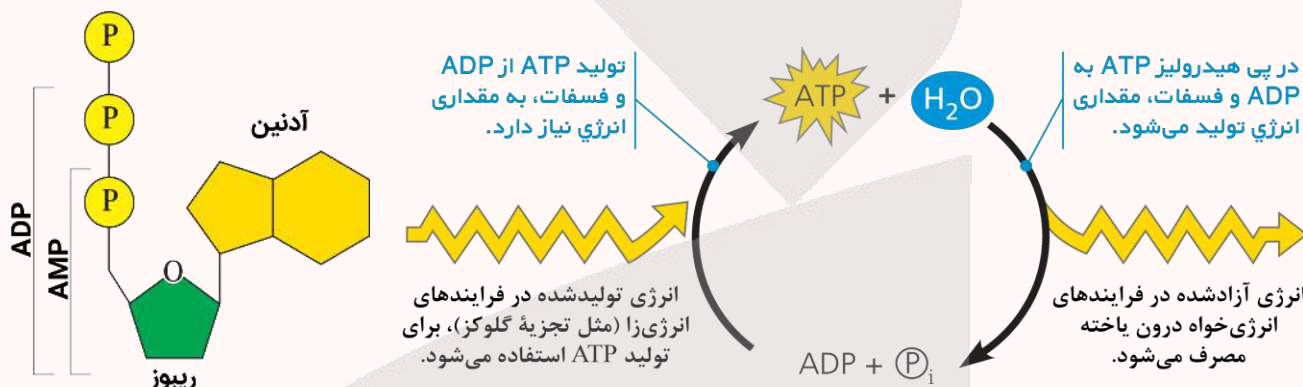 P
P
P
ADP
AMP
آدنین
O
ریبوز
تولید ATP از ADP
و فسفات، به مقداری
انرژي نیاز دارد.
ATP + H₂O
در پی هیدرولیز ATP به
ADP و فسفات، مقداری
انرژي تولید می‌شود.
انرژی تولیدشده در فرایندهای
انرژی‌زا (مثل تجزیهٔ گلوکز)، برای
تولید ATP استفاده می‌شود.
انرژی آزادشده در فرایندهای
انرژی‌خواه درون یاخته
مصرف می‌شود.
ADP + Ⓟᵢ